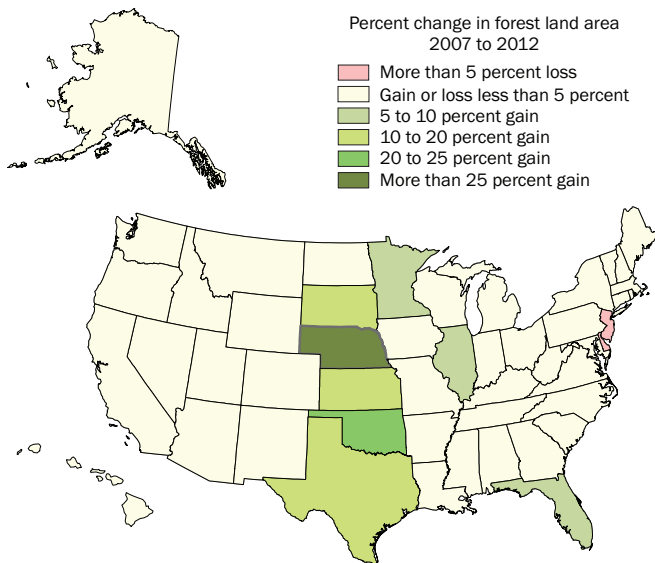 Percent change in forest land area
2007 to 2012
More than 5 percent loss
Gain or loss less than 5 percent
5 to 10 percent gain
10 to 20 percent gain
20 to 25 percent gain
More than 25 percent gain